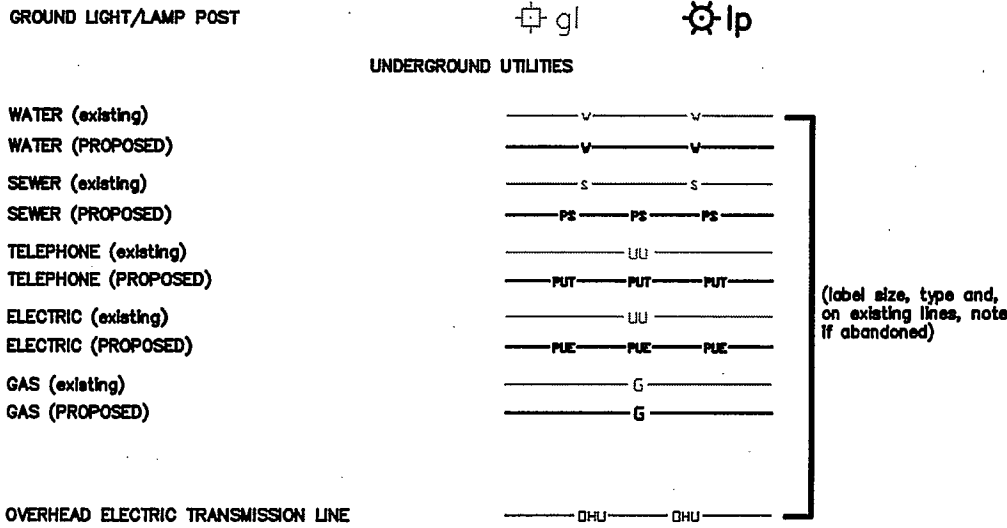 GROUND LIGHT/LAMP POST gl lp
UNDERGROUND UTILITIES
WATER (existing) W W
WATER (PROPOSED) W W
SEWER (existing) S S
SEWER (PROPOSED) PS PS PS
TELEPHONE (existing) UU
TELEPHONE (PROPOSED) PUT PUT PUT
ELECTRIC (existing) UU
ELECTRIC (PROPOSED) PUE PUE PUE
GAS (existing) G
GAS (PROPOSED) G
(label size, type and,
on existing lines, note
if abandoned)
OVERHEAD ELECTRIC TRANSMISSION LINE OHU OHU